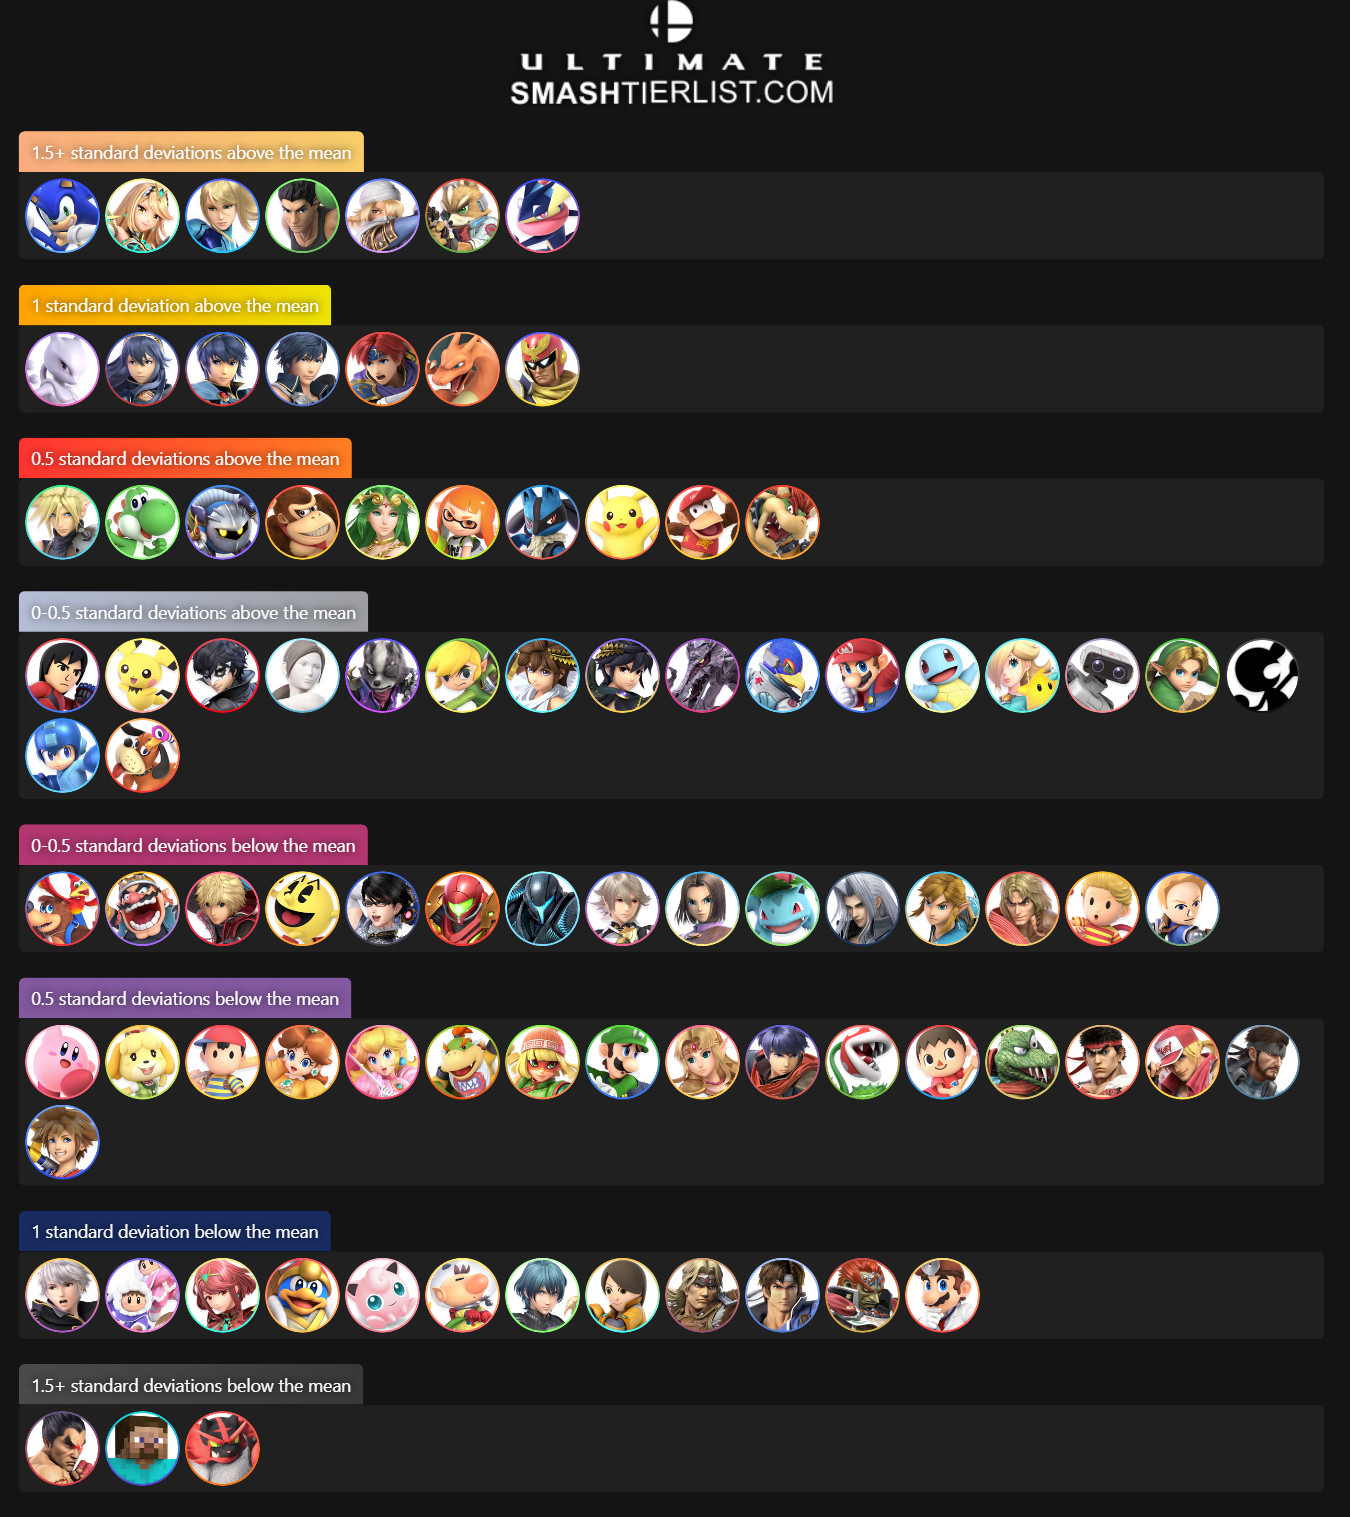 ULTIMATE
SMASHTIERLIST.COM
1.5+ standard deviations above the mean
1 standard deviation above the mean
0.5 standard deviations above the mean
0-0.5 standard deviations above the mean
0-0.5 standard deviations below the mean
0.5 standard deviations below the mean
1 standard deviation below the mean
1.5+ standard deviations below the mean